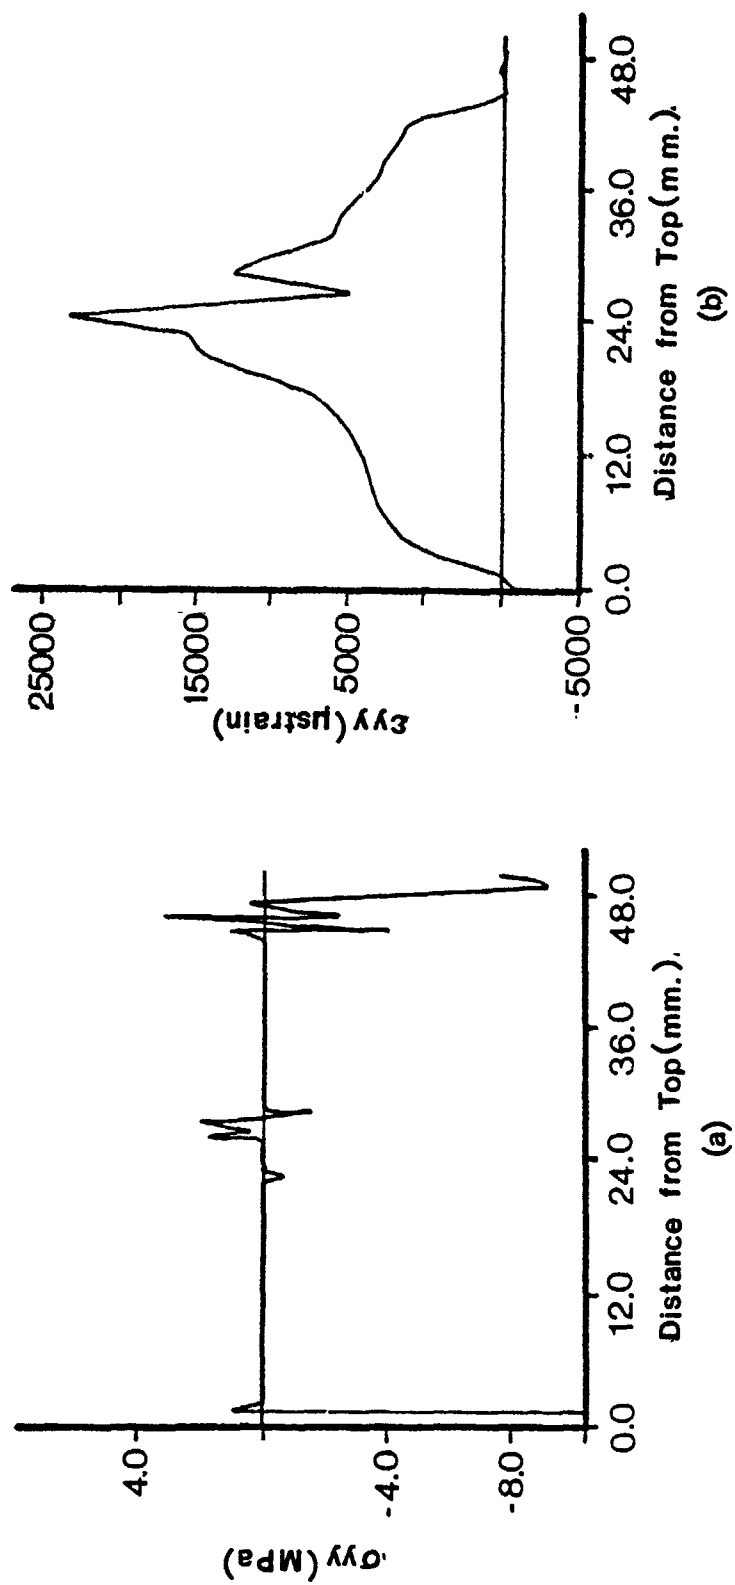 σyy (MPa)
4.0
-4.0
-8.0
0.0 12.0 24.0 36.0 48.0
Distance from Top(mm.).
(a)
εyy (µstrain)
25000
15000
5000
-5000
0.0 12.0 24.0 36.0 48.0
Distance from Top(mm.).
(b)